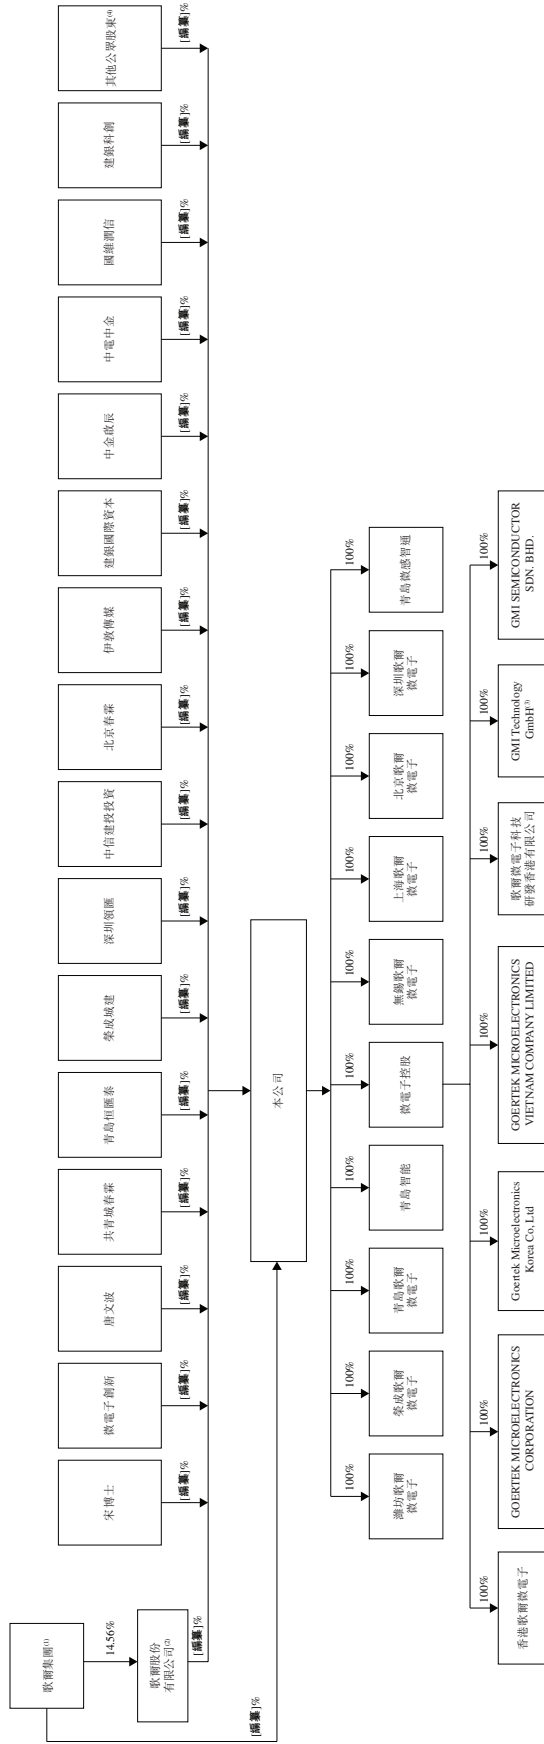 歌爾集團⁽¹⁾
14.56%
歌爾股份
有限公司⁽²⁾
[編纂]%
[編纂]%
宋博士
[編纂]%
微電子創新
[編纂]%
唐文波
[編纂]%
共青城春霖
[編纂]%
青島恒匯泰
[編纂]%
榮成城建
[編纂]%
深圳領匯
[編纂]%
中信建投投資
[編纂]%
北京春霖
[編纂]%
伊敦傳媒
[編纂]%
建銀國際資本
[編纂]%
中金啟辰
[編纂]%
中電中金
[編纂]%
國維潤信
[編纂]%
建銀科創
[編纂]%
其他公眾股東⁽⁴⁾
[編纂]%
本公司
100%
濰坊歌爾
微電子
100%
榮成歌爾
微電子
100%
青島歌爾
微電子
100%
青島智能
100%
微電子控股
100%
無錫歌爾
微電子
100%
上海歌爾
微電子
100%
北京歌爾
微電子
100%
深圳歌爾
微電子
100%
青島微感智通
100%
香港歌爾微電子
100%
GOERTEK MICROELECTRONICS
CORPORATION
100%
Goertek Microelectronics
Korea Co, Ltd
100%
GOERTEK MICROELECTRONICS
VIETNAM COMPANY LIMITED
100%
歌爾微電子科技
研發香港有限公司
100%
GMI Technology
GmbH⁽³⁾
100%
GMI SEMICONDUCTOR
SDN. BHD.